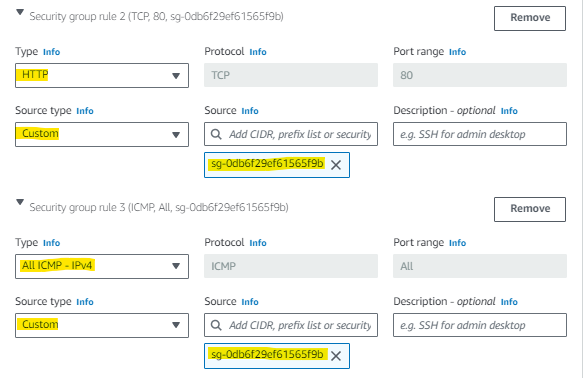 Security group rule 2 (TCP, 80, sg-0db6f29ef61565f9b)
Remove
Type Info
Protocol
Port range Info
HTTP
TCP
80
Source type Info
Source Info
Description - optional Info
Custom
Add CIDR, prefix list or security
e.g. SSH for admin desktop
sg-0db6f29ef61565f9b
Security group rule 3 (ICMP, All, sg-0db6f29ef61565f9b)
Remove
Type Info
Protocol Info
Port range Info
All ICMP - IPv4
ICMP
All
Source type Info
Source Info
Description - optional Info
Custom
Add CIDR, prefix list or security
e.g. SSH for admin desktop
sg-0db6f29ef61565f9b